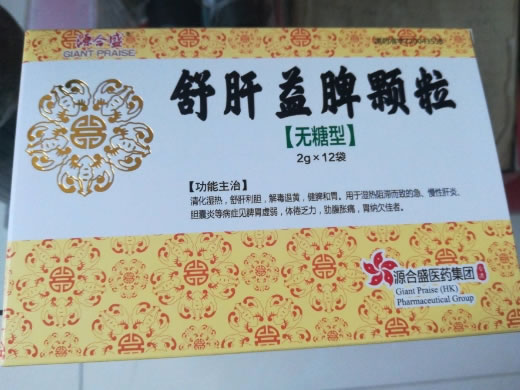 源合盛
GIANT PRAISE
舒肝益脾颗粒
【无糖型】
2g×12袋
【功能主治】
清化湿热，舒肝利胆，解毒退黄，健脾和胃。用于湿热阻滞而致的急、慢性肝炎，
胆囊炎等病症见脾胃虚弱，体倦乏力，肋腹胀痛，胃纳欠佳者。
源合盛医药集团
Giant Praise (HK)
Pharmaceutical Group